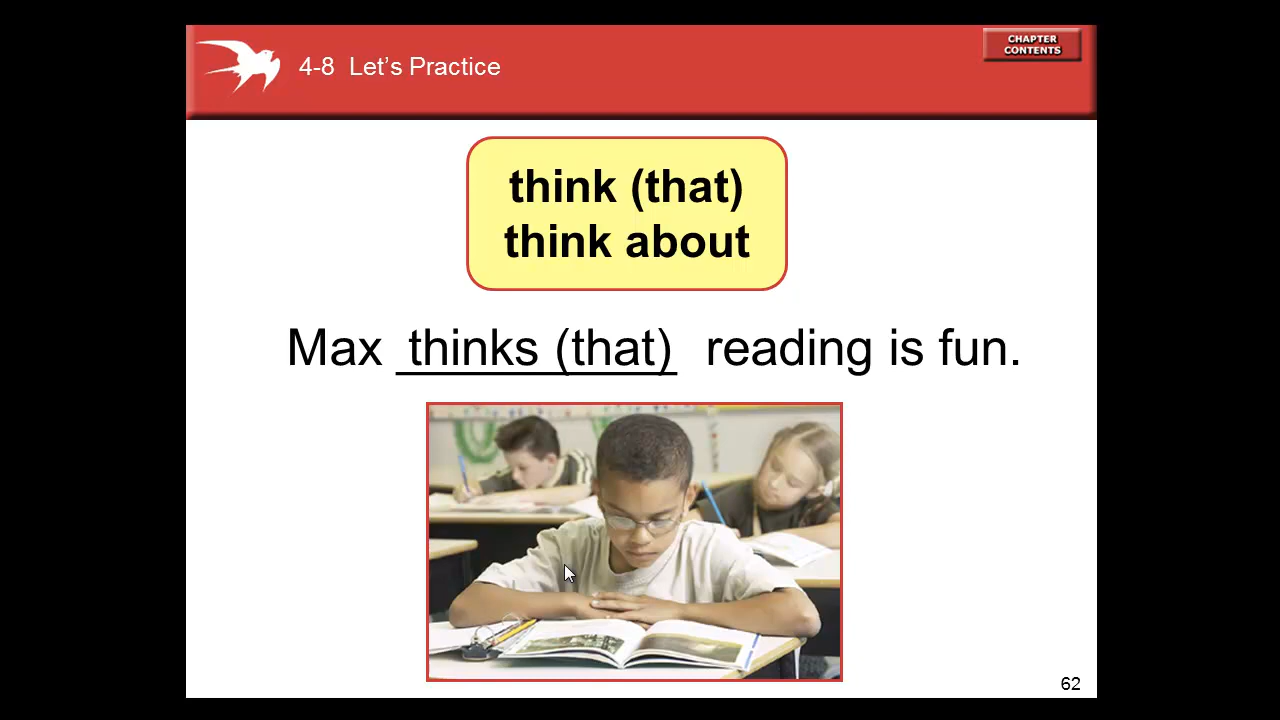 CHAPTER
CONTENTS
4-8 Let's Practice
think (that)
think about
Max thinks (that) reading is fun.
62